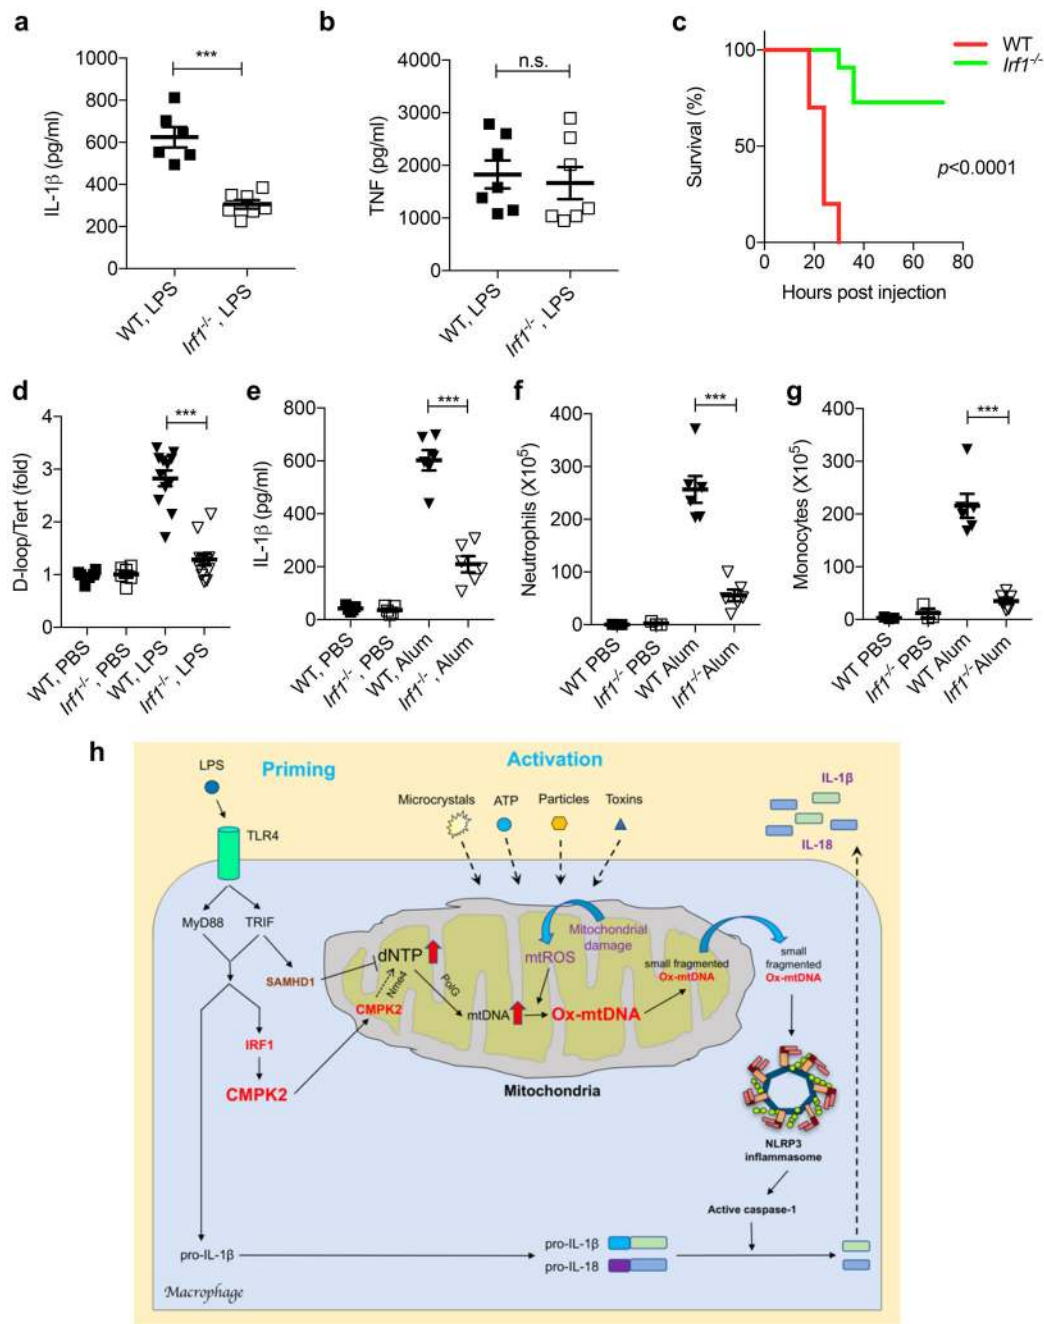 a
IL-1β (pg/ml)
1000
800
600
400
200
0
***
WT, LPS
Irf1-/-, LPS
b
TNF (pg/ml)
4000
3000
2000
1000
0
n.s.
WT, LPS
Irf1-/-, LPS
c
Survival (%)
100
50
0
WT
Irf1-/-
p<0.0001
0 20 40 60 80
Hours post injection
d
D-loop/Tert (fold)
4
3
2
1
0
***
WT, PBS
Irf1-/-, PBS
WT, LPS
Irf1-/-, LPS
e
IL-1β (pg/ml)
800
600
400
200
0
***
WT, PBS
Irf1-/-, PBS
WT, Alum
Irf1-/-, Alum
f
Neutrophils (X10⁵)
400
300
200
100
0
***
WT PBS
Irf1-/- PBS
WT Alum
Irf1-/- Alum
g
Monocytes (X10⁵)
400
300
200
100
0
***
WT PBS
Irf1-/- PBS
WT Alum
Irf1-/- Alum
h
LPS
Priming
Activation
TLR4
Microcrystals
ATP
Particles
Toxins
IL-1β
IL-18
MyD88
TRIF
SAMHD1
IRF1
CMPK2
dNTP
Nme4
CMPK2
PolG
mtDNA
mtROS
Mitochondrial
damage
Ox-mtDNA
small fragmented
Ox-mtDNA
Mitochondria
small
fragmented
Ox-mtDNA
NLRP3
inflammasome
Active caspase-1
pro-IL-1β
pro-IL-1β
pro-IL-18
Macrophage